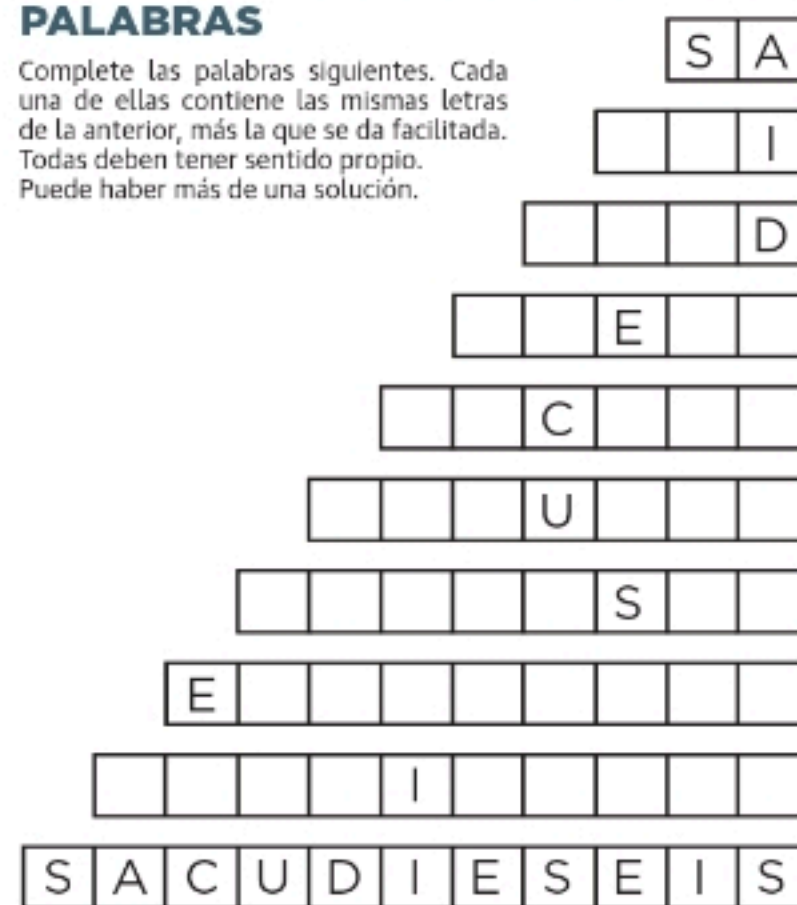 PALABRAS
Complete las palabras siguientes. Cada
una de ellas contiene las mismas letras
de la anterior, más la que se da facilitada.
Todas deben tener sentido propio.
Puede haber más de una solución.
S A
I
D
E
C
U
S
E
I
S A C U D I E S E I S